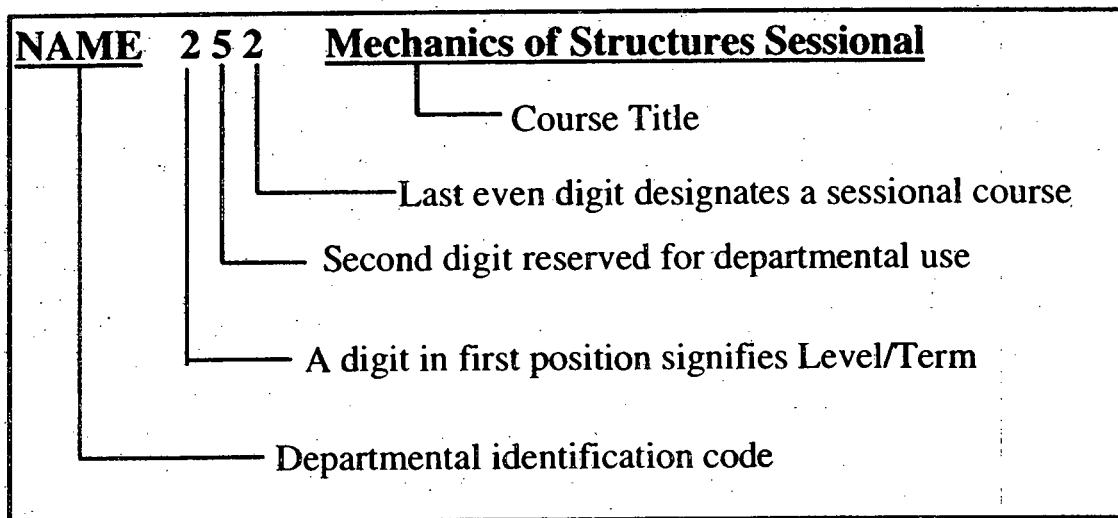 NAME 2 5 2 Mechanics of Structures Sessional
Course Title
Last even digit designates a sessional course
Second digit reserved for departmental use
A digit in first position signifies Level/Term
Departmental identification code